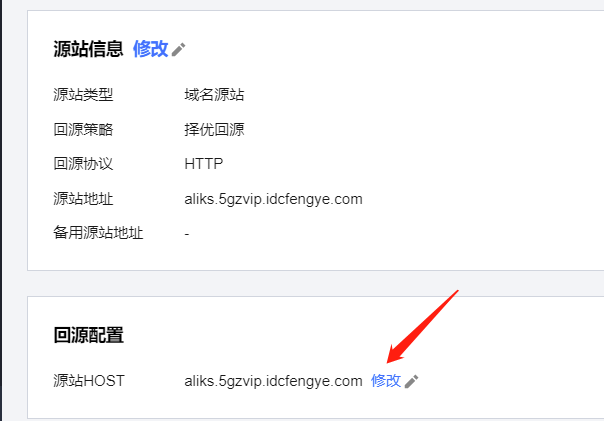 源站信息 修改
源站类型 域名源站
回源策略 择优回源
回源协议 HTTP
源站地址 aliks.5gzvip.idcfengye.com
备用源站地址 -
回源配置
源站HOST aliks.5gzvip.idcfengye.com 修改